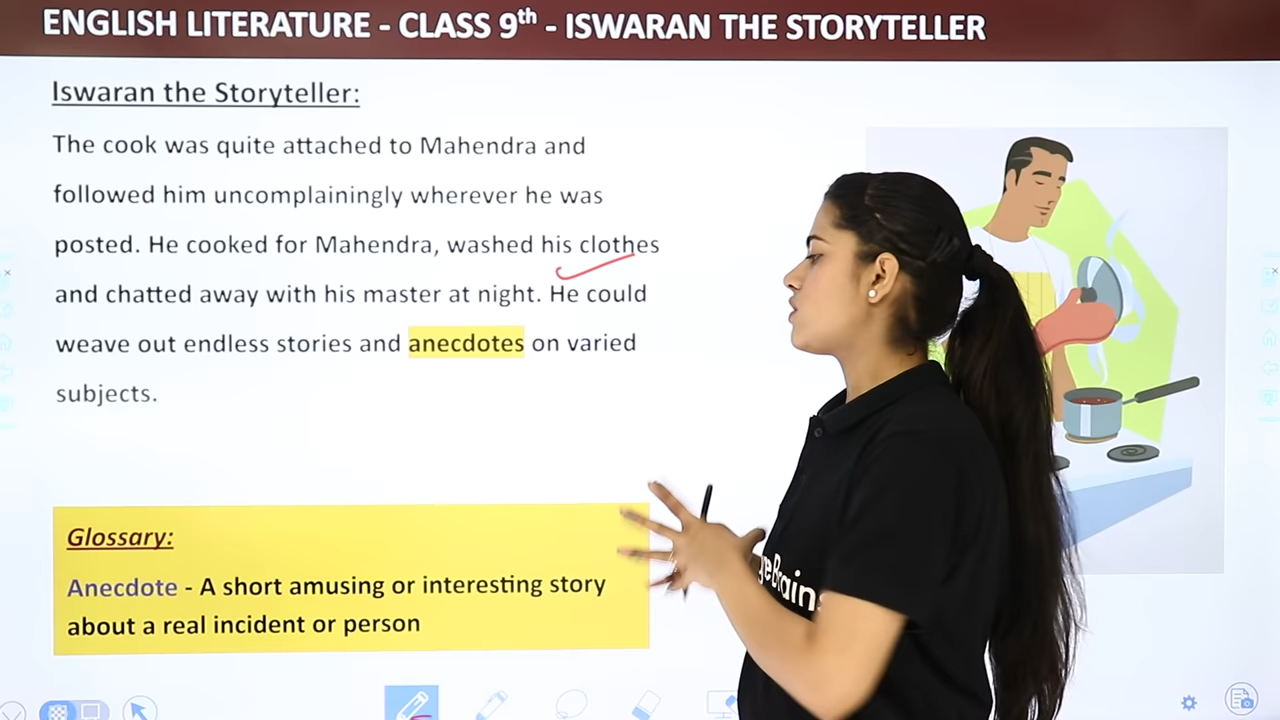 ENGLISH LITERATURE - CLASS 9th - ISWARAN THE STORYTELLER
Iswaran the Storyteller:
The cook was quite attached to Mahendra and
followed him uncomplainingly wherever he was
posted. He cooked for Mahendra, washed his clothes
and chatted away with his master at night. He could
weave out endless stories and anecdotes on varied
subjects.
Glossary:
Anecdote - A short amusing or interesting story
about a real incident or person